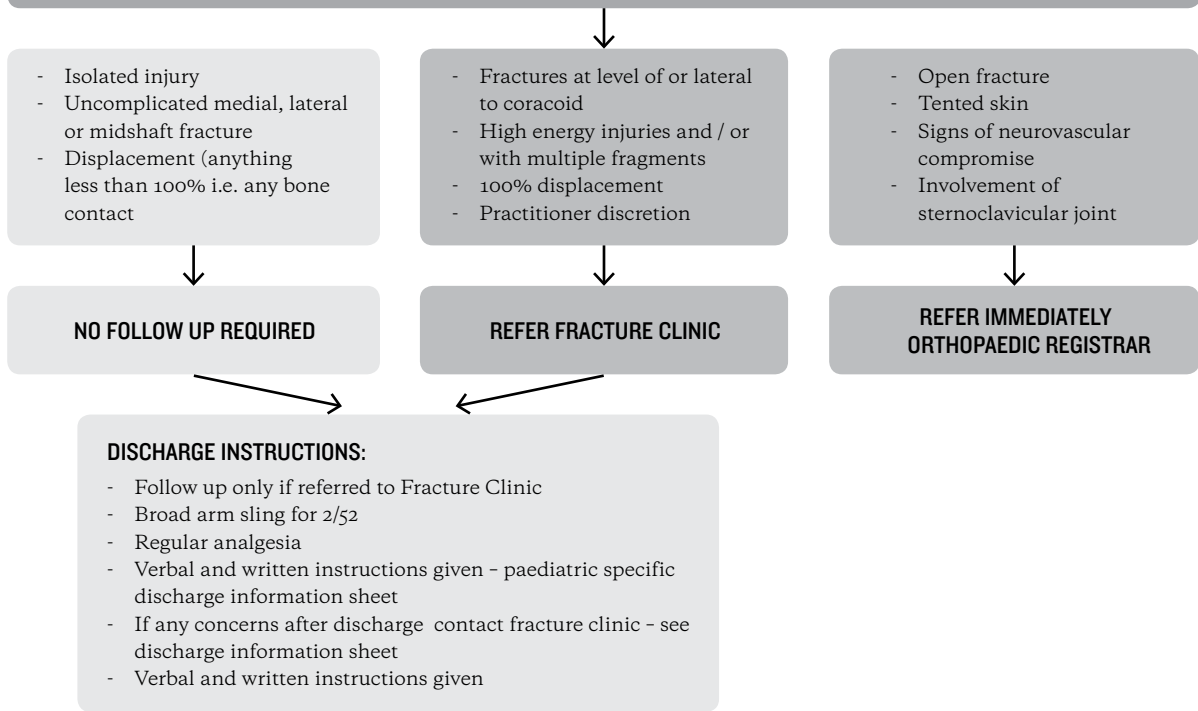 - Isolated injury
- Uncomplicated medial, lateral
or midshaft fracture
- Displacement (anything
less than 100% i.e. any bone
contact
- Fractures at level of or lateral
to coracoid
- High energy injuries and / or
with multiple fragments
- 100% displacement
- Practitioner discretion
- Open fracture
- Tented skin
- Signs of neurovascular
compromise
- Involvement of
sternoclavicular joint
NO FOLLOW UP REQUIRED
REFER FRACTURE CLINIC
REFER IMMEDIATELY
ORTHOPAEDIC REGISTRAR
DISCHARGE INSTRUCTIONS:
- Follow up only if referred to Fracture Clinic
- Broad arm sling for 2/52
- Regular analgesia
- Verbal and written instructions given – paediatric specific
discharge information sheet
- If any concerns after discharge contact fracture clinic – see
discharge information sheet
- Verbal and written instructions given